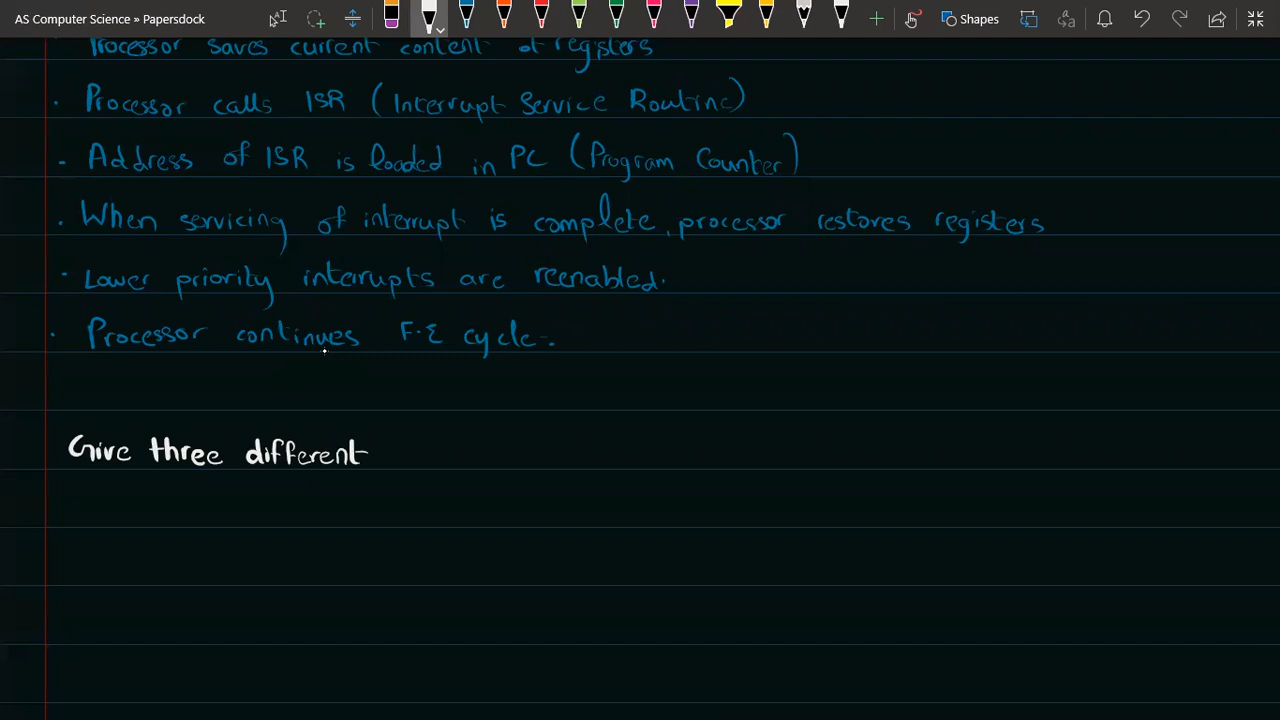 AS Computer Science » Papersdock
Shapes
· Processor saves current content of registers
· Processor calls ISR (Interrupt Service Routine)
· Address of ISR is loaded in PC (Program Counter)
· When servicing of interrupt is complete, processor restores registers
· Lower priority interrupts are reenabled.
· Processor continues F-E cycle.
Give three different